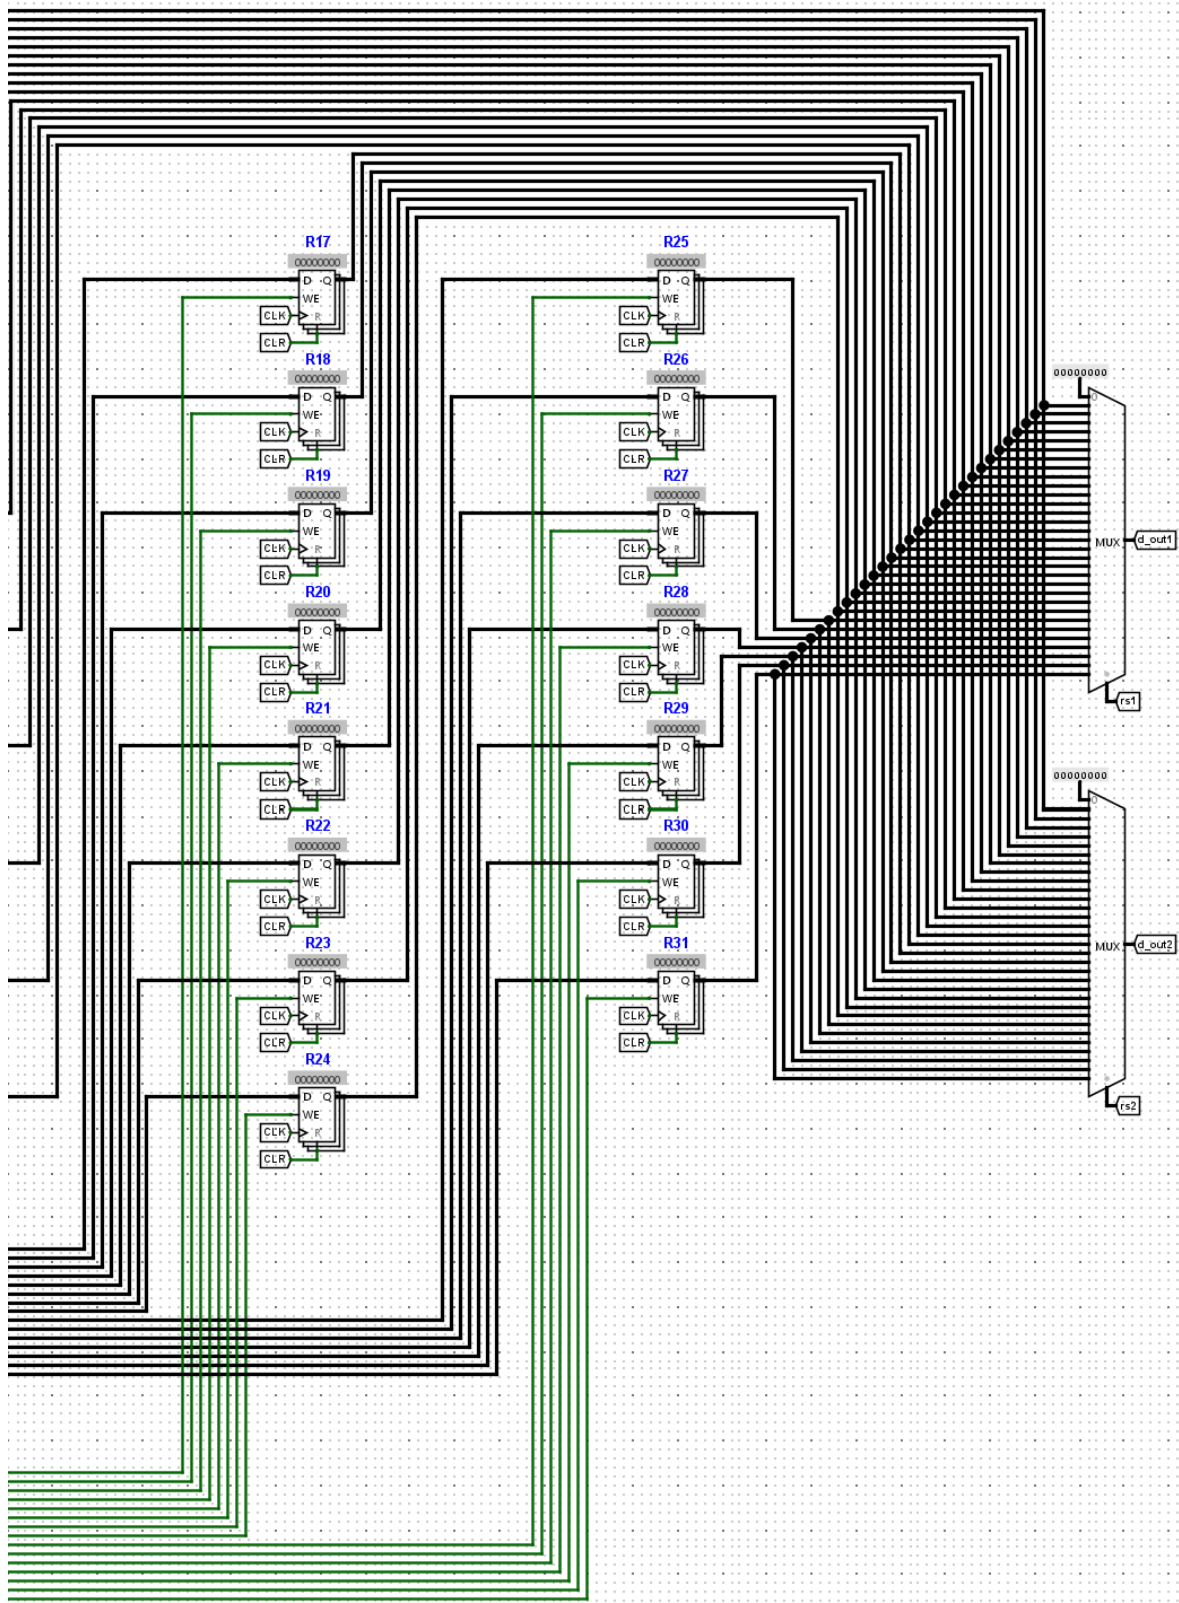 R17
00000000
D Q
WE
CLK R
CLR
R18
00000000
D Q
WE
CLK R
CLR
R19
00000000
D Q
WE
CLK R
CLR
R20
00000000
D Q
WE
CLK R
CLR
R21
00000000
D Q
WE
CLK R
CLR
R22
00000000
D Q
WE
CLK R
CLR
R23
00000000
D Q
WE
CLK R
CLR
R24
00000000
D Q
WE
CLK R
CLR
R25
00000000
D Q
WE
CLK R
CLR
R26
00000000
D Q
WE
CLK R
CLR
R27
00000000
D Q
WE
CLK R
CLR
R28
00000000
D Q
WE
CLK R
CLR
R29
00000000
D Q
WE
CLK R
CLR
R30
00000000
D Q
WE
CLK R
CLR
R31
00000000
D Q
WE
CLK R
CLR
00000000
0
MUX
d_out1
rs1
00000000
0
MUX
d_out2
rs2